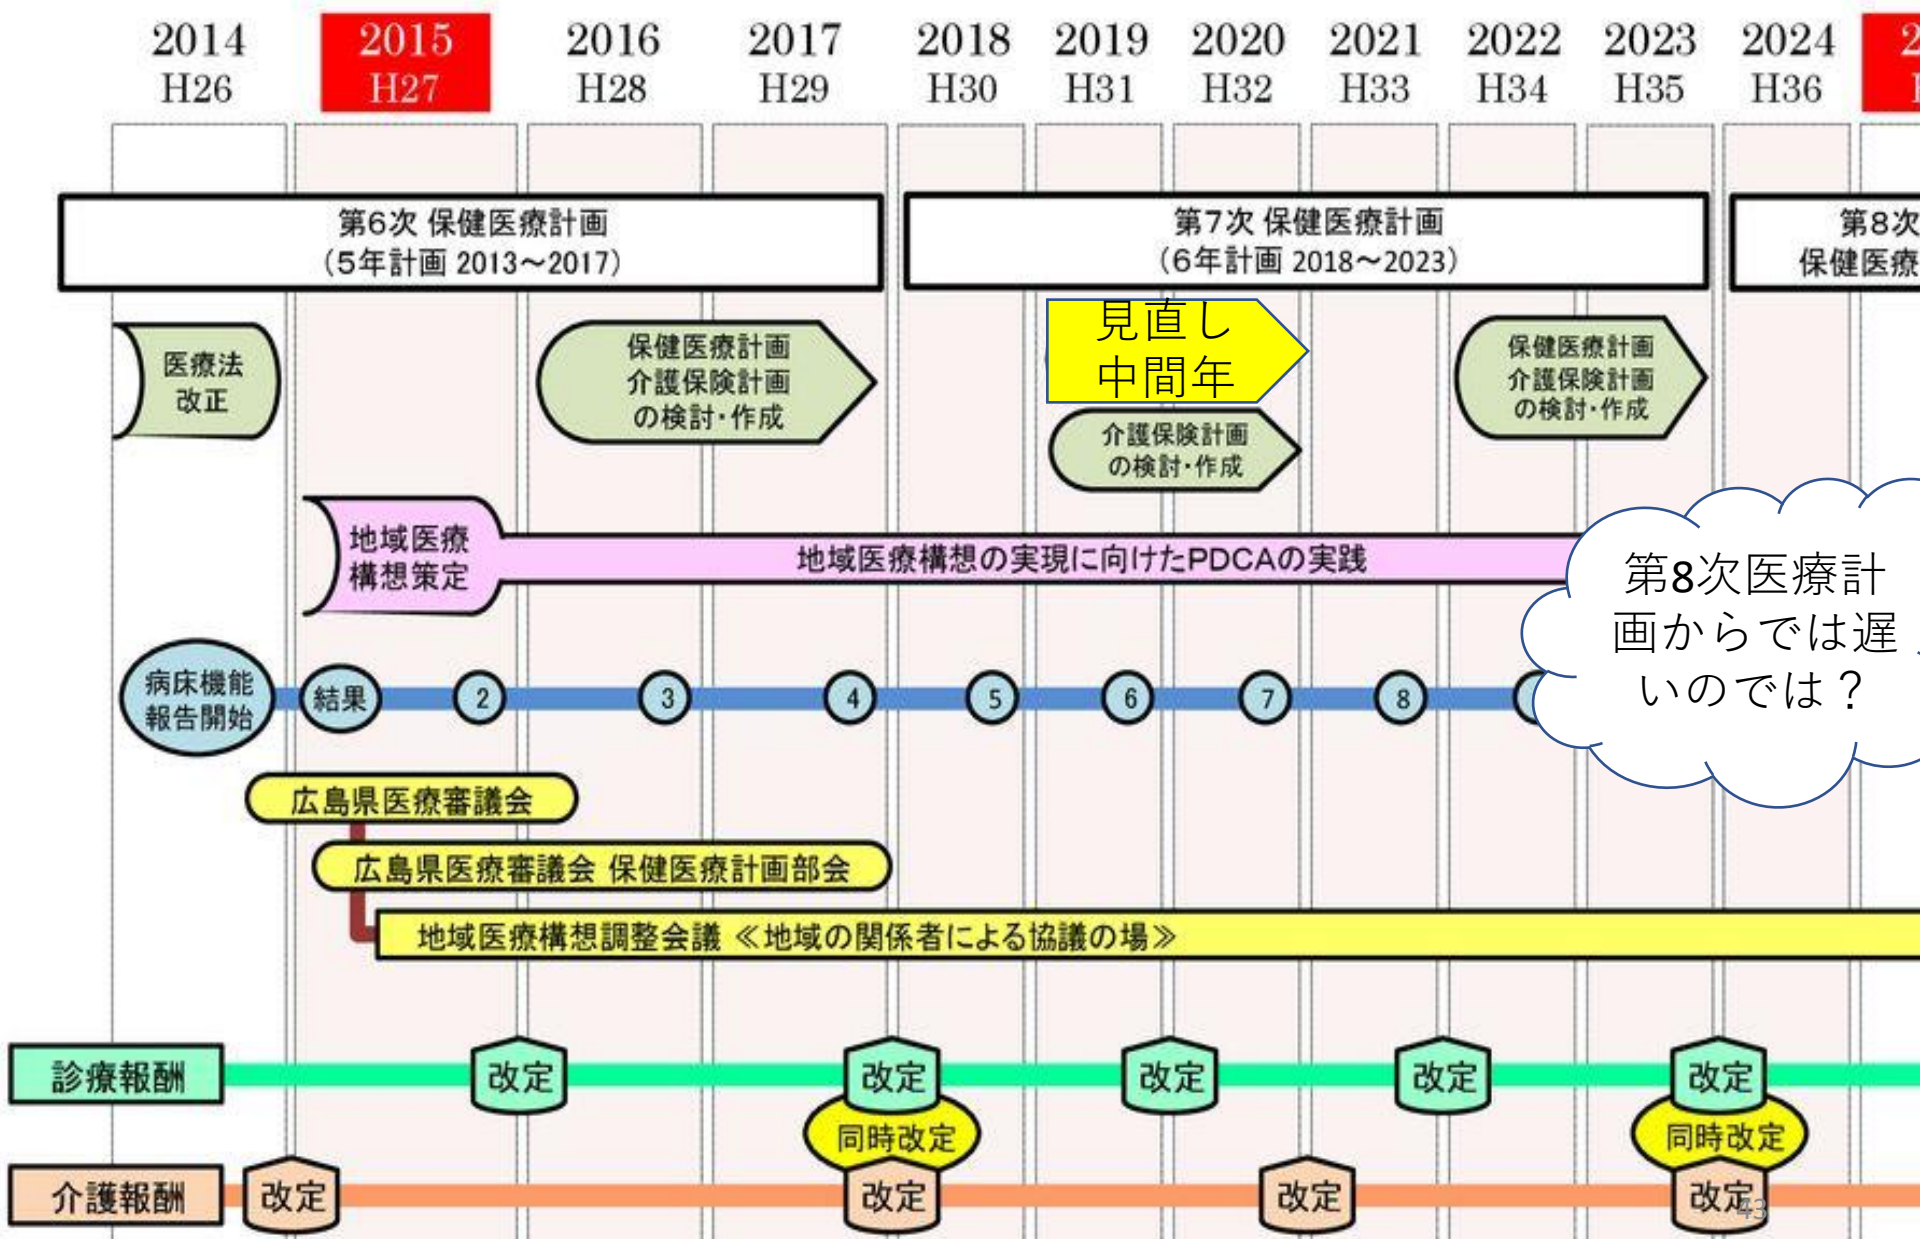 2014 2015 2016 2017 2018 2019 2020 2021 2022 2023 2024
H26 H27 H28 H29 H30 H31 H32 H33 H34 H35 H36
第6次 保健医療計画
(5年計画 2013～2017)
第7次 保健医療計画
(6年計画 2018～2023)
第8次
保健医療
医療法
改正
保健医療計画
介護保険計画
の検討・作成
見直し
中間年
介護保険計画
の検討・作成
保健医療計画
介護保険計画
の検討・作成
地域医療
構想策定
地域医療構想の実現に向けたPDCAの実践
第8次医療計
画からでは遅
いのでは？
病床機能
報告開始
結果 2 3 4 5 6 7 8
広島県医療審議会
広島県医療審議会 保健医療計画部会
地域医療構想調整会議 ≪地域の関係者による協議の場≫
診療報酬 改定 改定 改定 改定 改定
同時改定 同時改定
介護報酬 改定 改定 改定 改定
43